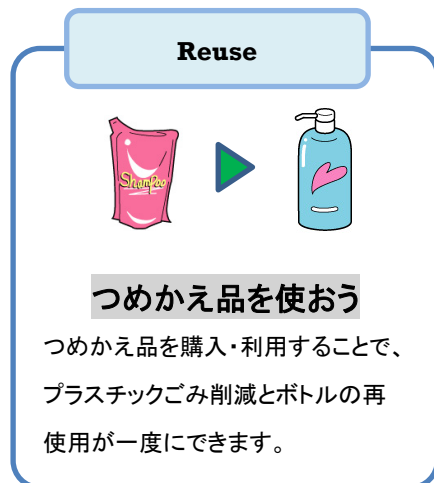 Reuse
Shampoo
つめかえ品を使おう
つめかえ品を購入・利用することで、
プラスチックごみ削減とボトルの再
使用が一度にできます。